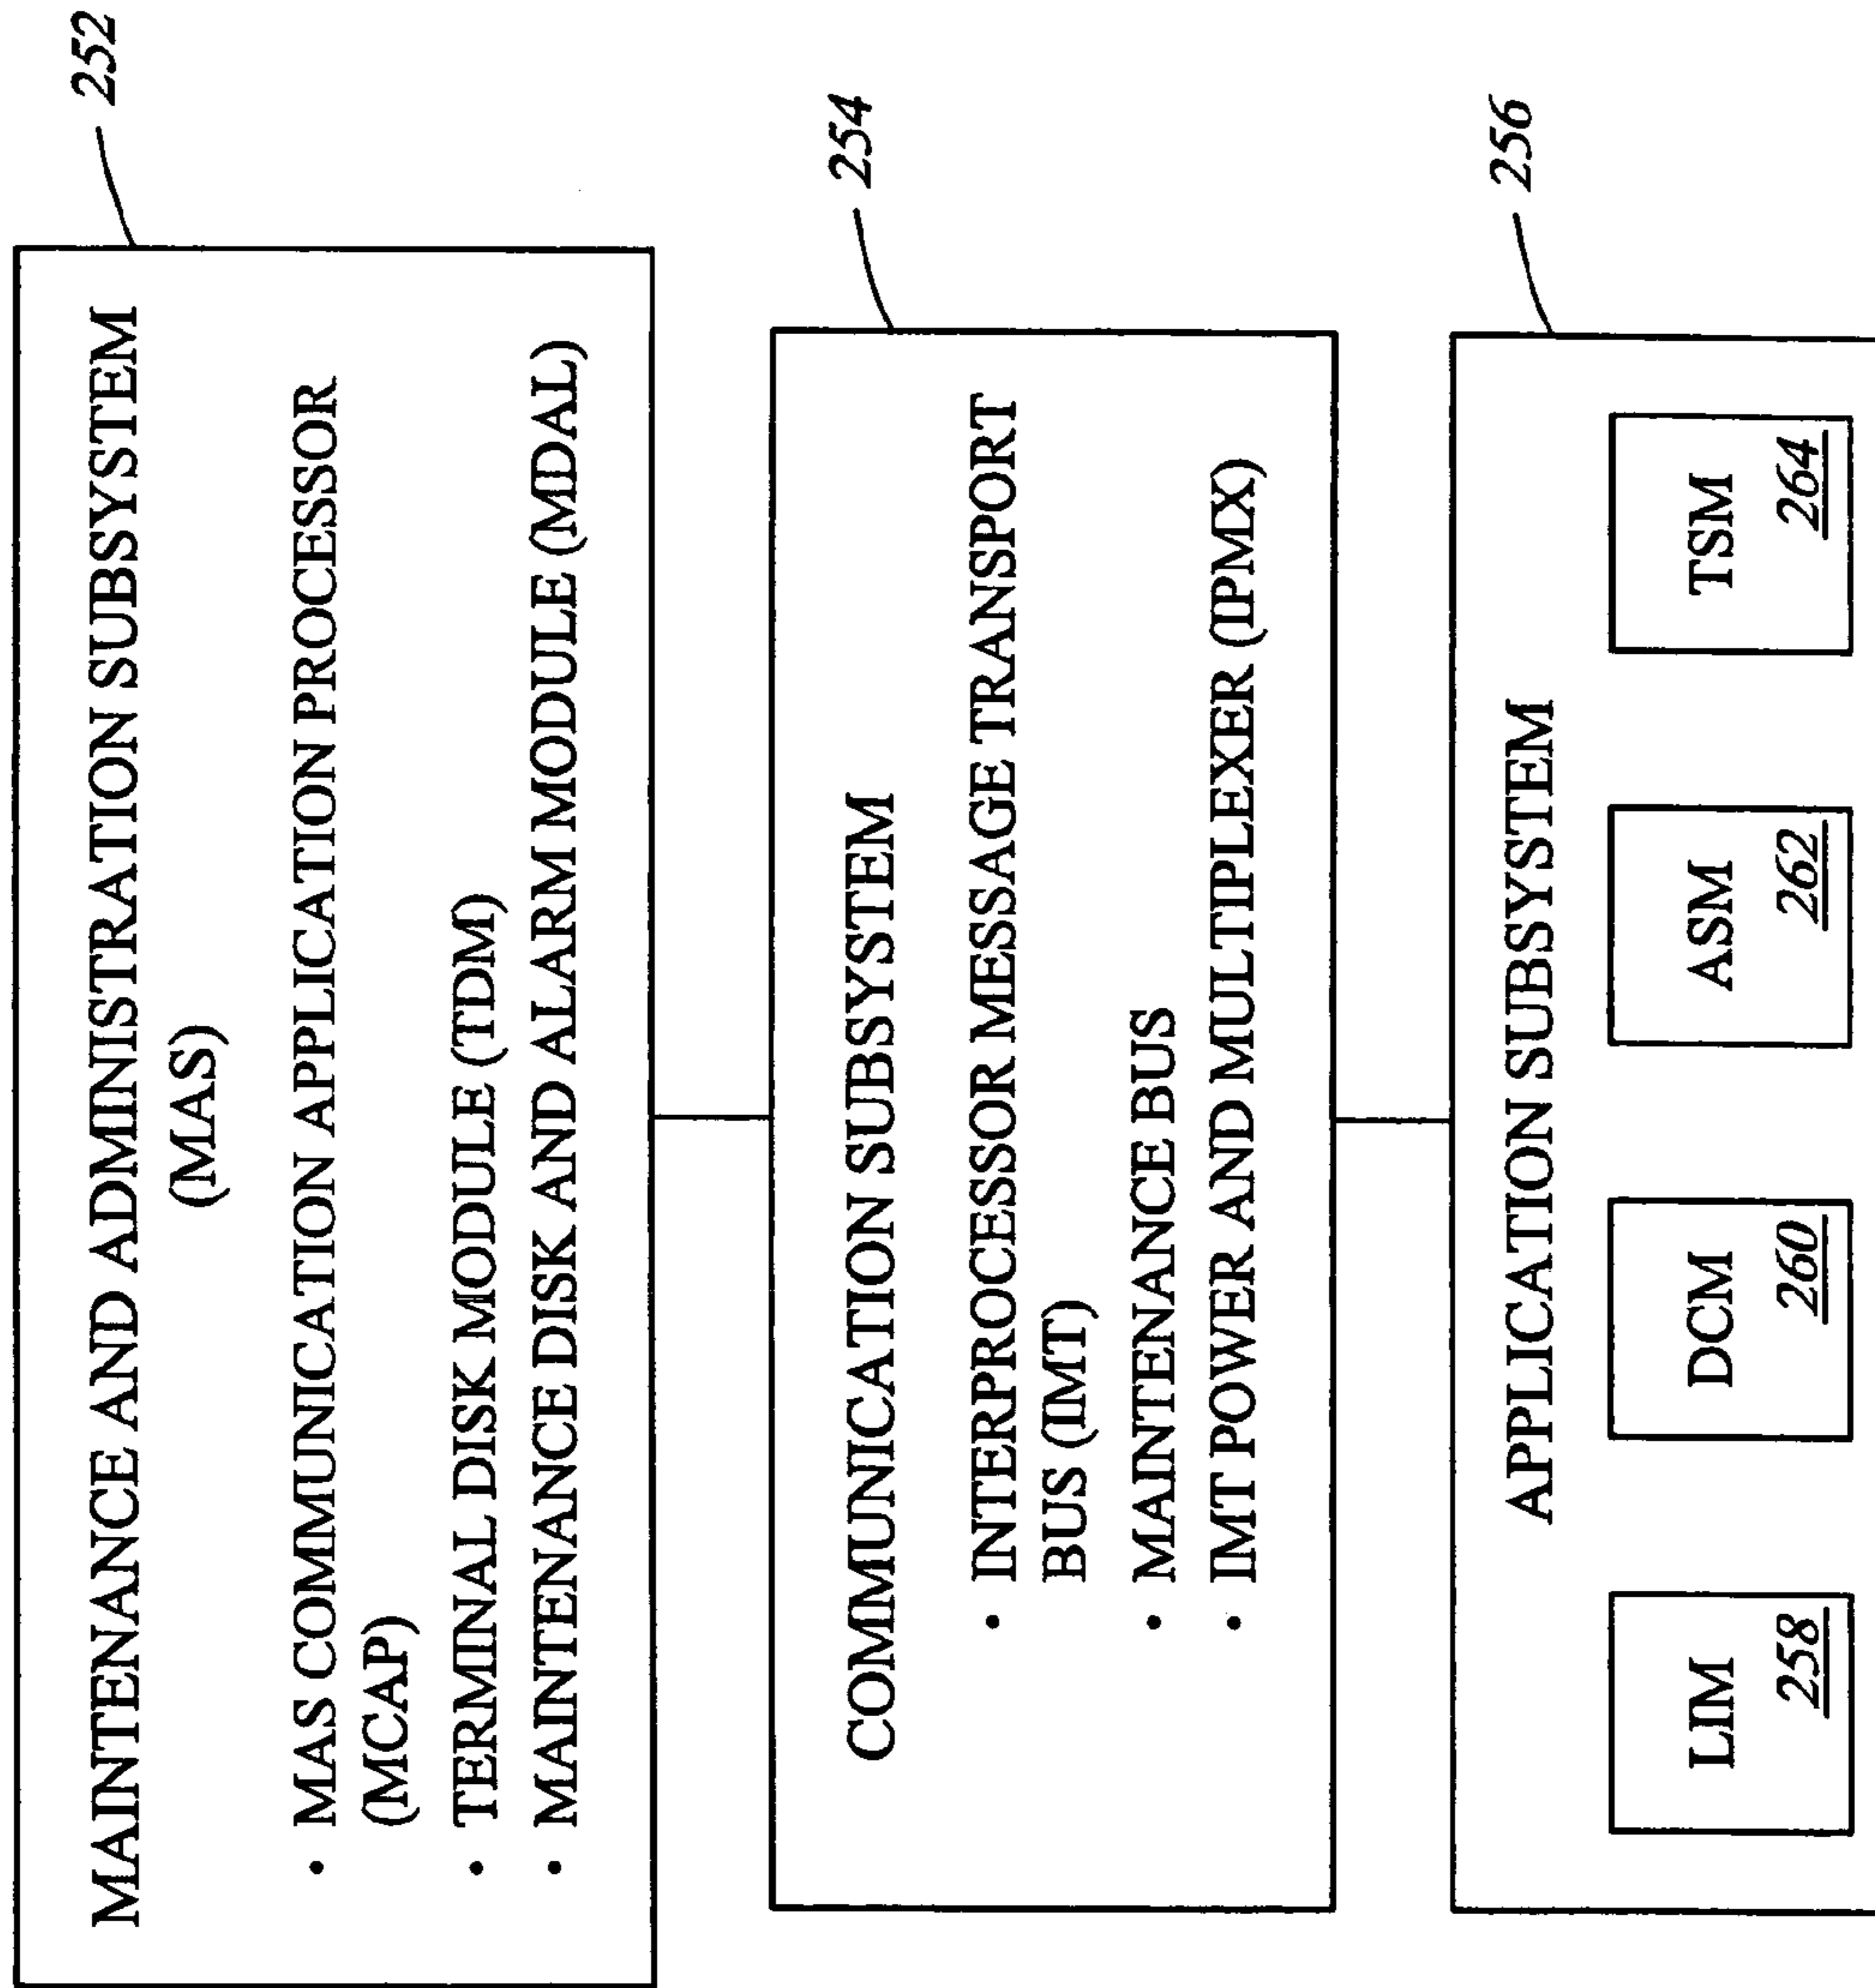 252
MAINTENANCE AND ADMINISTRATION SUBSYSTEM
(MAS)
• MAS COMMUNICATION APPLICATION PROCESSOR
(MCAP)
• TERMINAL DISK MODULE (TDM)
• MAINTENANCE DISK AND ALARM MODULE (MDAL)
254
COMMUNICATION SUBSYSTEM
• INTERPROCESSOR MESSAGE TRANSPORT
BUS (IMT)
• MAINTENANCE BUS
• IMT POWER AND MULTIPLEXER (IPMX)
256
APPLICATION SUBSYSTEM
LIM
258
DCM
260
ASM
262
TSM
264